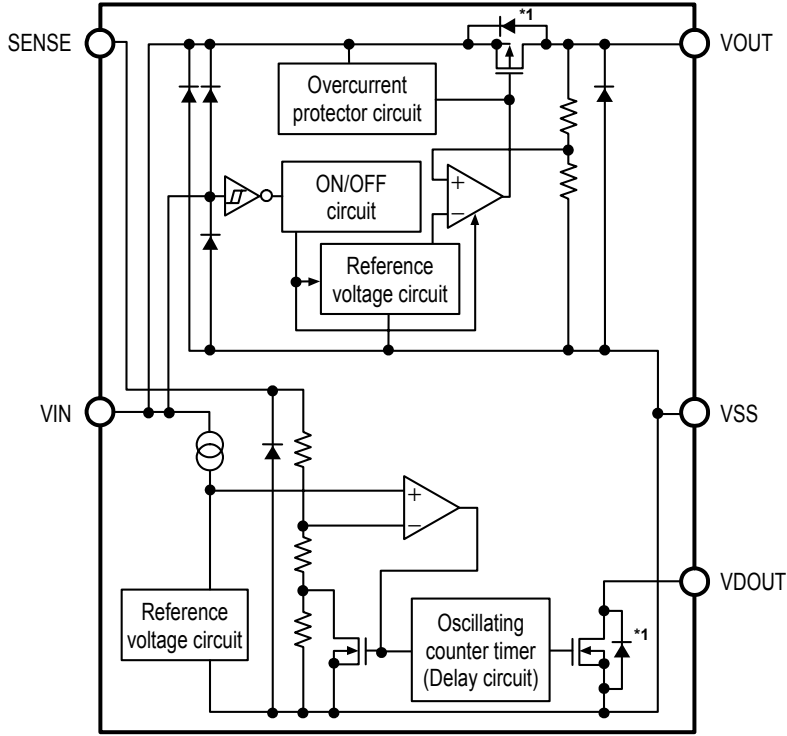 SENSE
*1
VOUT
Overcurrent
protector circuit
ON/OFF
circuit
+
−
Reference
voltage circuit
VIN
VSS
+
−
VDOUT
Reference
voltage circuit
Oscillating
counter timer
(Delay circuit)
*1